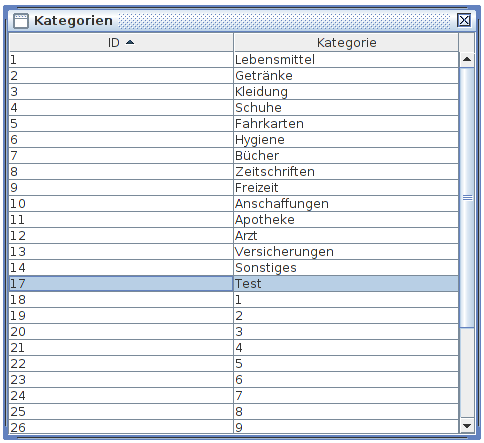 Kategorien
ID Kategorie
1 Lebensmittel
2 Getränke
3 Kleidung
4 Schuhe
5 Fahrkarten
6 Hygiene
7 Bücher
8 Zeitschriften
9 Freizeit
10 Anschaffungen
11 Apotheke
12 Arzt
13 Versicherungen
14 Sonstiges
17 Test
18 1
19 2
20 3
21 4
22 5
23 6
24 7
25 8
26 9